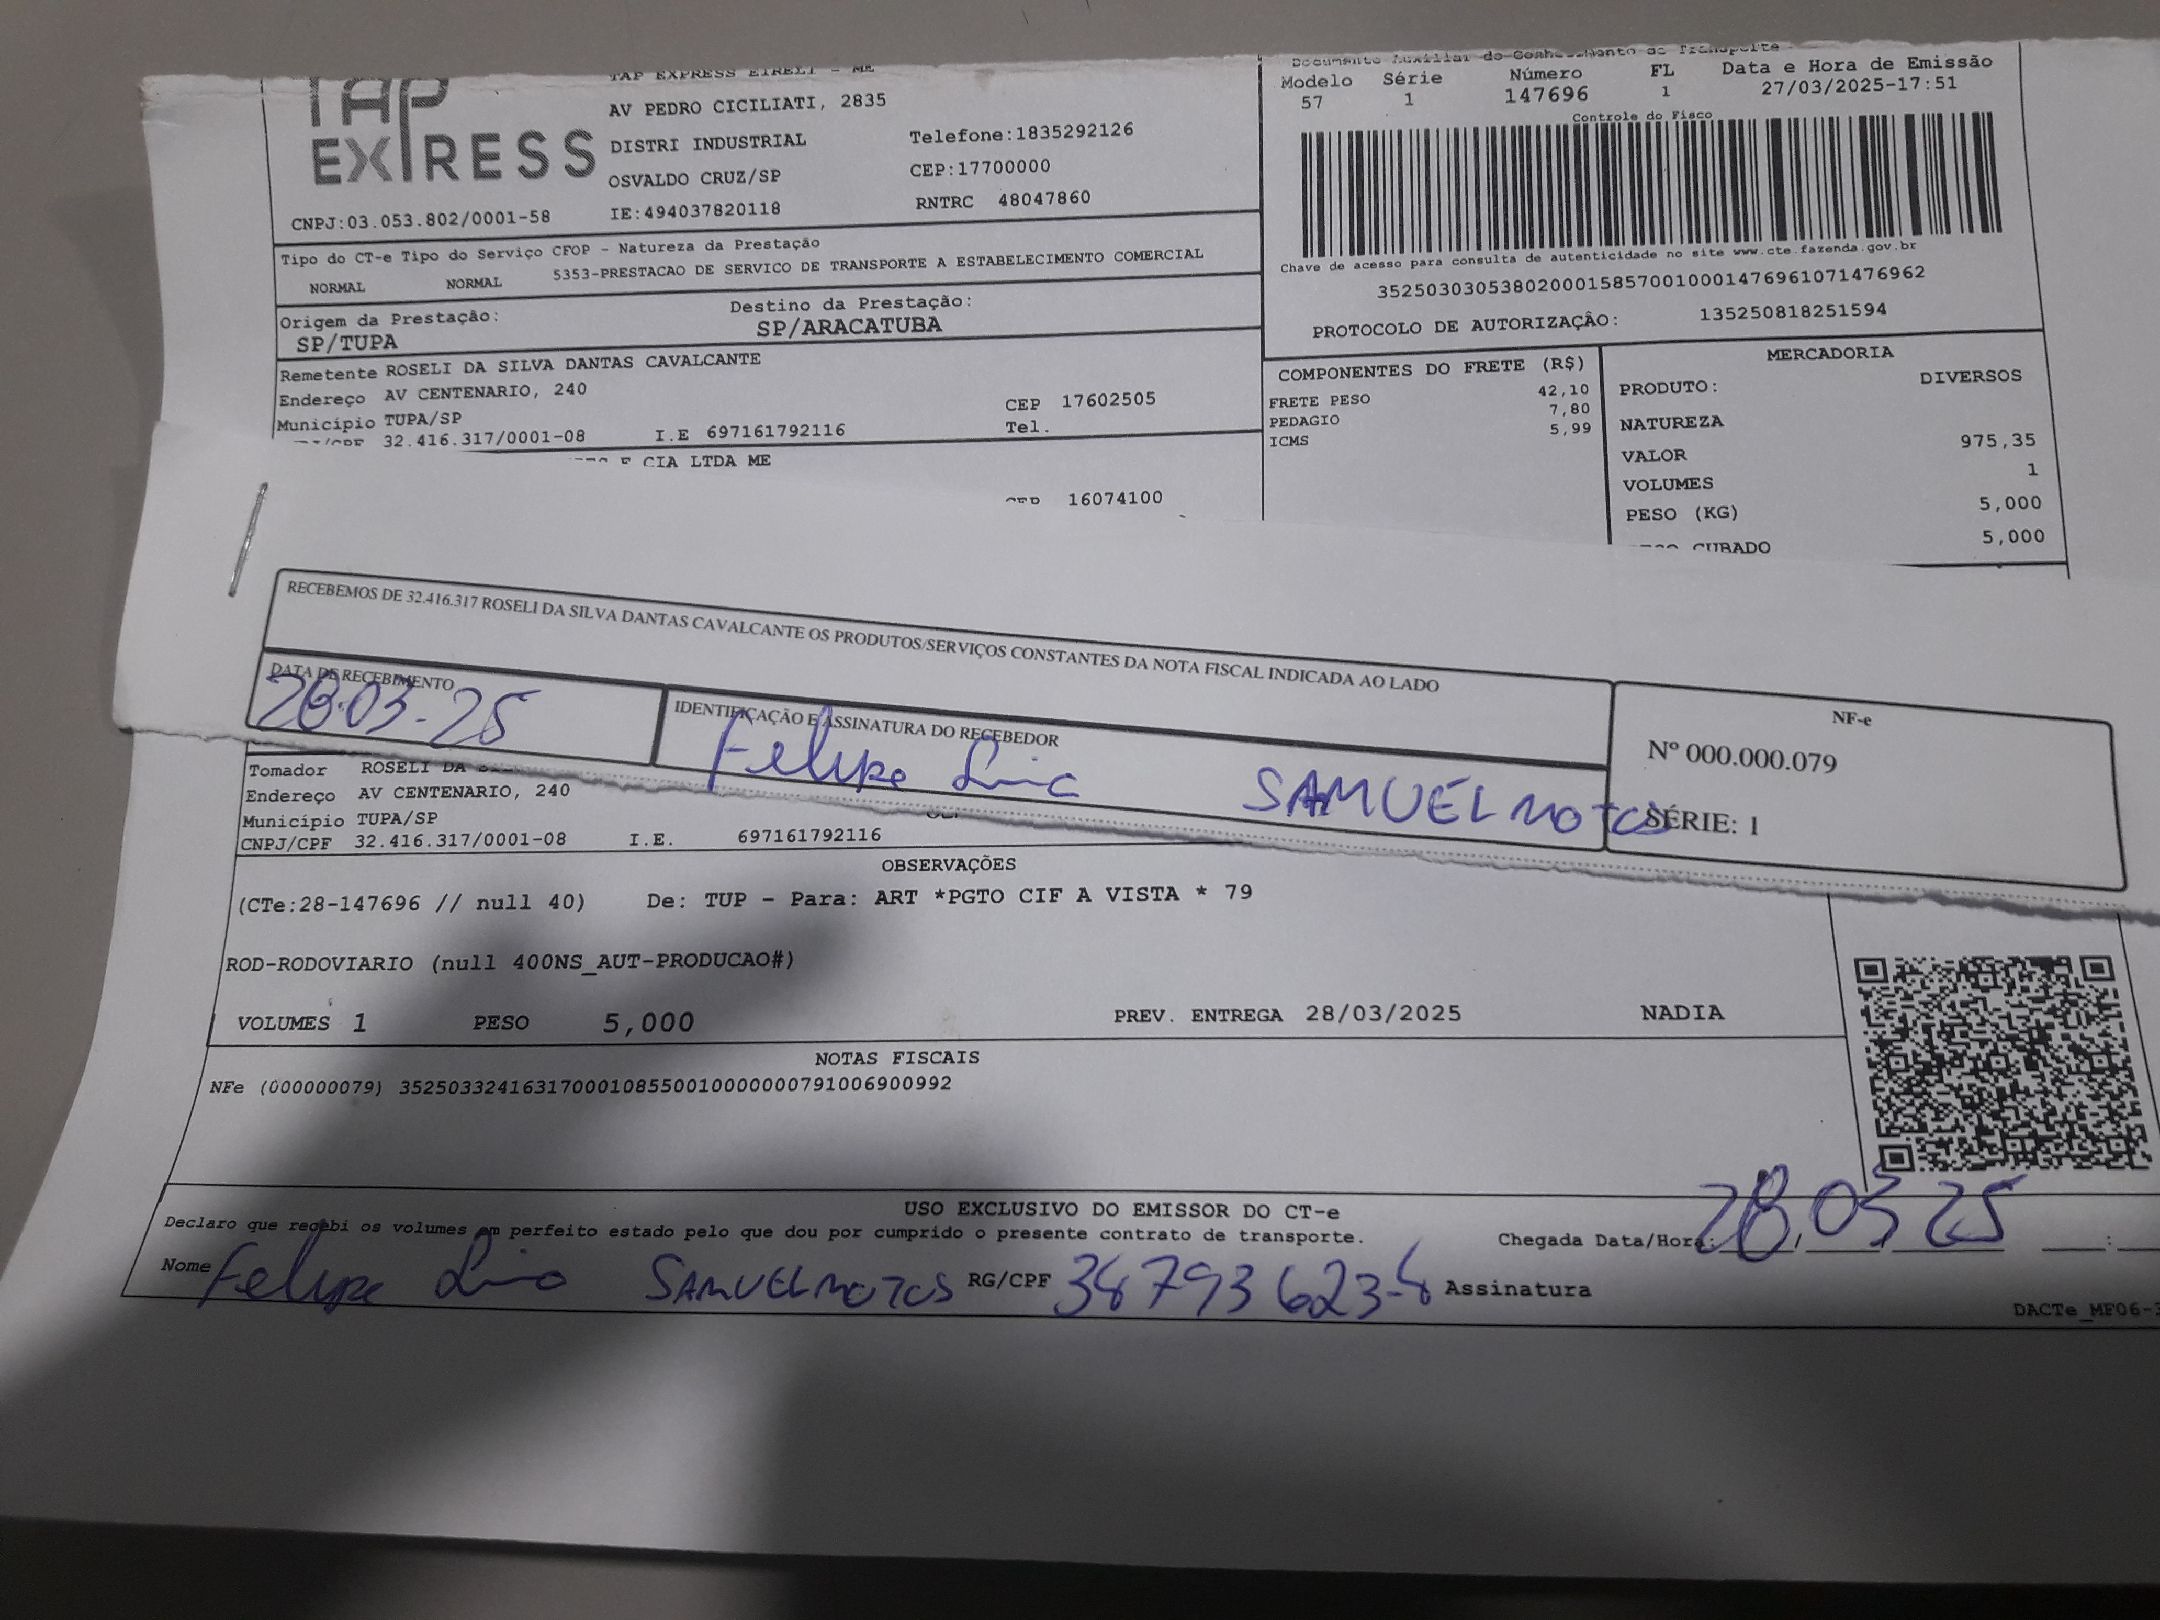 TAP EXPRESS
TAP EXPRESS EIRELI - ME
AV PEDRO CICILIATI, 2835
DISTRI INDUSTRIAL Telefone:1835292126
OSVALDO CRUZ/SP CEP:17700000
CNPJ:03.053.802/0001-58 IE:494037820118 RNTRC 48047860
Documento Auxiliar do Conhecimento de Transporte
Modelo Série Número FL Data e Hora de Emissão
57 1 147696 1 27/03/2025-17:51
Controle do Fisco
Chave de acesso para consulta de autenticidade no site www.cte.fazenda.gov.br
35250303053802000158570010001476961071476962
PROTOCOLO DE AUTORIZAÇÃO: 135250818251594
Tipo do CT-e Tipo do Serviço CFOP - Natureza da Prestação
NORMAL NORMAL 5353-PRESTACAO DE SERVICO DE TRANSPORTE A ESTABELECIMENTO COMERCIAL
Origem da Prestação: Destino da Prestação:
SP/TUPA SP/ARACATUBA
Remetente ROSELI DA SILVA DANTAS CAVALCANTE
Endereço AV CENTENARIO, 240 CEP 17602505
Município TUPA/SP Tel.
32.416.317/0001-08 I.E 697161792116
E CIA LTDA ME
CEP 16074100
COMPONENTES DO FRETE (R$)
FRETE PESO 42,10
PEDAGIO 7,80
ICMS 5,99
MERCADORIA
PRODUTO: DIVERSOS
NATUREZA
VALOR 975,35
VOLUMES 1
PESO (KG) 5,000
CUBADO 5,000
RECEBEMOS DE 32.416.317 ROSELI DA SILVA DANTAS CAVALCANTE OS PRODUTOS/SERVIÇOS CONSTANTES DA NOTA FISCAL INDICADA AO LADO
DATA DE RECEBIMENTO
28.03-25
IDENTIFICAÇÃO E ASSINATURA DO RECEBEDOR
Felipe SAMUEL MOTOS
NF-e
Nº 000.000.079
SÉRIE: 1
Tomador ROSELI DA
Endereço AV CENTENARIO, 240
Município TUPA/SP
CNPJ/CPF 32.416.317/0001-08 I.E. 697161792116
OBSERVAÇÕES
(CTe:28-147696 // null 40) De: TUP - Para: ART *PGTO CIF A VISTA * 79
ROD-RODOVIARIO (null 400NS_AUT-PRODUCAO#)
VOLUMES 1 PESO 5,000 PREV. ENTREGA 28/03/2025 NADIA
NOTAS FISCAIS
NFe (000000079) 35250332416317000108550010000000791006900992
USO EXCLUSIVO DO EMISSOR DO CT-e
Declaro que recebi os volumes em perfeito estado pelo que dou por cumprido o presente contrato de transporte. Chegada Data/Hora: 28/03 25
Nome Felipe SAMUEL MOTOS RG/CPF Assinatura
DACTe_MF06-